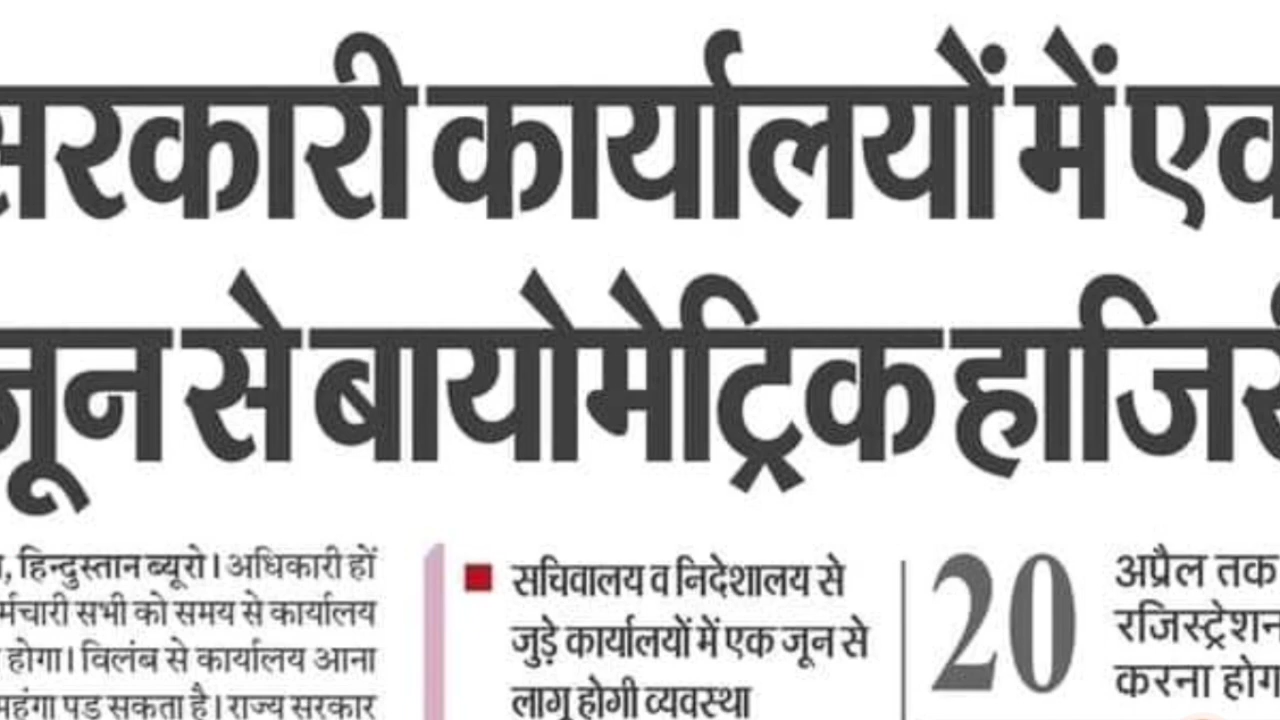 सरकारी कार्यालयों में एक
जून से बायोमेट्रिक हाजिरी
, हिन्दुस्तान ब्यूरो। अधिकारी हों
र्मचारी सभी को समय से कार्यालय
होगा। विलंब से कार्यालय आना
महंगा पड़ सकता है। राज्य सरकार
■ सचिवालय व निदेशालय से
जुड़े कार्यालयों में एक जून से
लागू होगी व्यवस्था
20
अप्रैल तक
रजिस्ट्रेशन
करना होगा